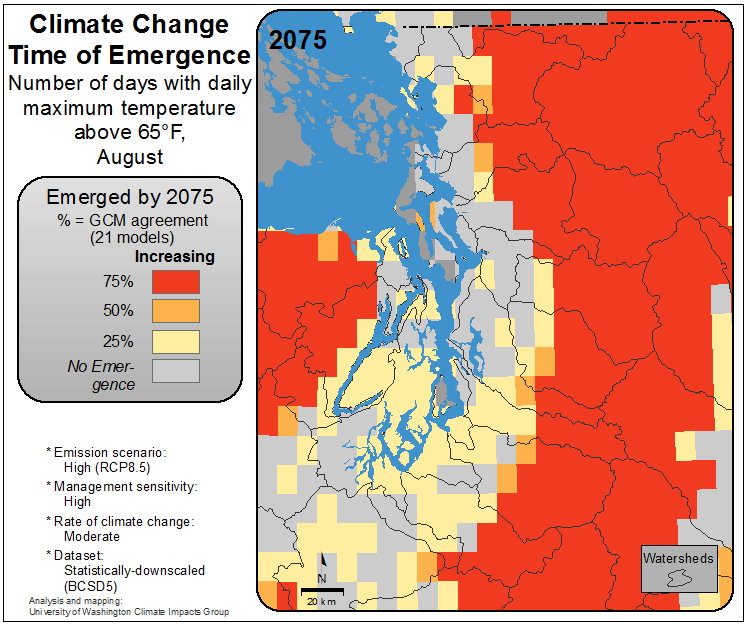 Climate Change
Time of Emergence
Number of days with daily
maximum temperature
above 65°F,
August
Emerged by 2075
% = GCM agreement
(21 models)
Increasing
75%
50%
25%
No Emer-
gence
* Emission scenario:
High (RCP8.5)
* Management sensitivity:
High
* Rate of climate change:
Moderate
* Dataset:
Statistically-downscaled
(BCSD5)
Analysis and mapping:
University of Washington Climate Impacts Group
2075
N
20 km
Watersheds